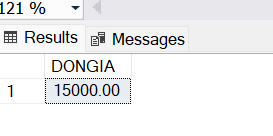 121 %
Results Messages
DONGIA
1 15000.00